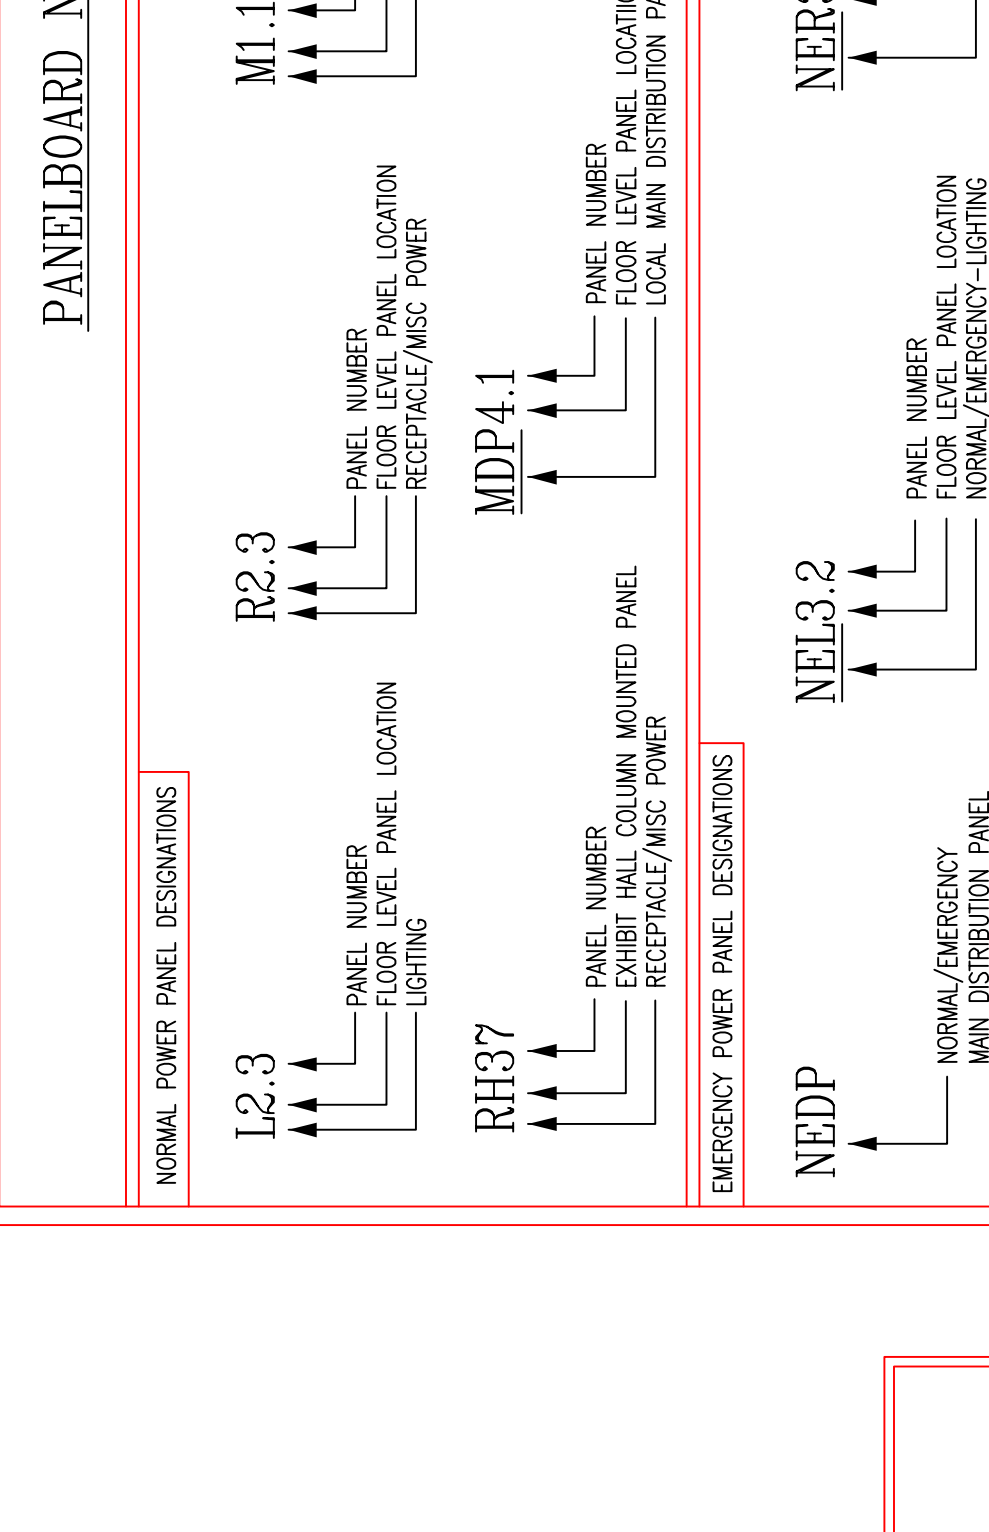 PANELBOARD N
NORMAL POWER PANEL DESIGNATIONS
L2.3
PANEL NUMBER
FLOOR LEVEL PANEL LOCATION
LIGHTING
R2.3
PANEL NUMBER
FLOOR LEVEL PANEL LOCATION
RECEPTACLE/MISC POWER
M1.1
RH37
PANEL NUMBER
EXHIBIT HALL COLUMN MOUNTED PANEL
RECEPTACLE/MISC POWER
MDP4.1
PANEL NUMBER
FLOOR LEVEL PANEL LOCATIO
LOCAL MAIN DISTRIBUTION PA
EMERGENCY POWER PANEL DESIGNATIONS
NEDP
NORMAL/EMERGENCY
MAIN DISTRIBUTION PANEL
NEL3.2
PANEL NUMBER
FLOOR LEVEL PANEL LOCATION
NORMAL/EMERGENCY-LIGHTING
NER